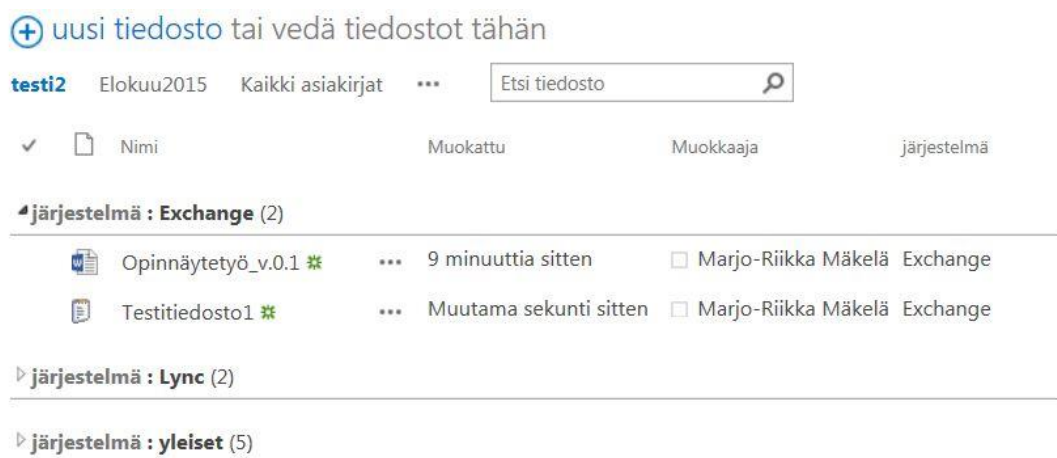 uusi tiedosto tai vedä tiedostot tähän
testi2 Elokuu2015 Kaikki asiakirjat ••• Etsi tiedosto
Nimi Muokattu Muokkaaja järjestelmä
järjestelmä : Exchange (2)
Opinnäytetyö_v.0.1 ••• 9 minuuttia sitten Marjo-Riikka Mäkelä Exchange
Testitiedosto1 ••• Muutama sekunti sitten Marjo-Riikka Mäkelä Exchange
järjestelmä : Lync (2)
järjestelmä : yleiset (5)